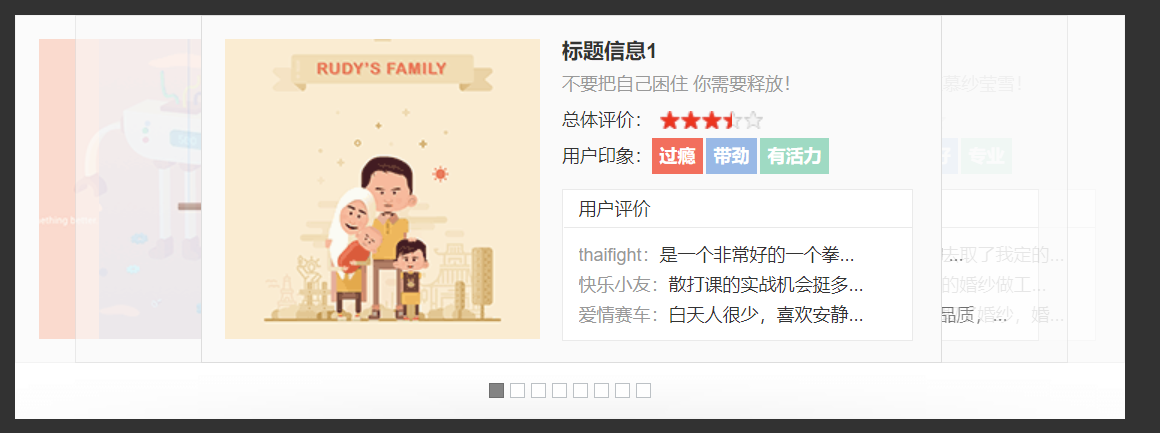 RUDY'S FAMILY
标题信息1
不要把自己困住 你需要释放！
总体评价：
用户印象： 过瘾 带劲 有活力
用户评价
thaifight：是一个非常好的一个拳...
快乐小友：散打课的实战机会挺多...
爱情赛车：白天人很少，喜欢安静...
慕纱莹雪！
好 专业
去取了我定的...
的婚纱做工...
品质，...
婚纱，婚...